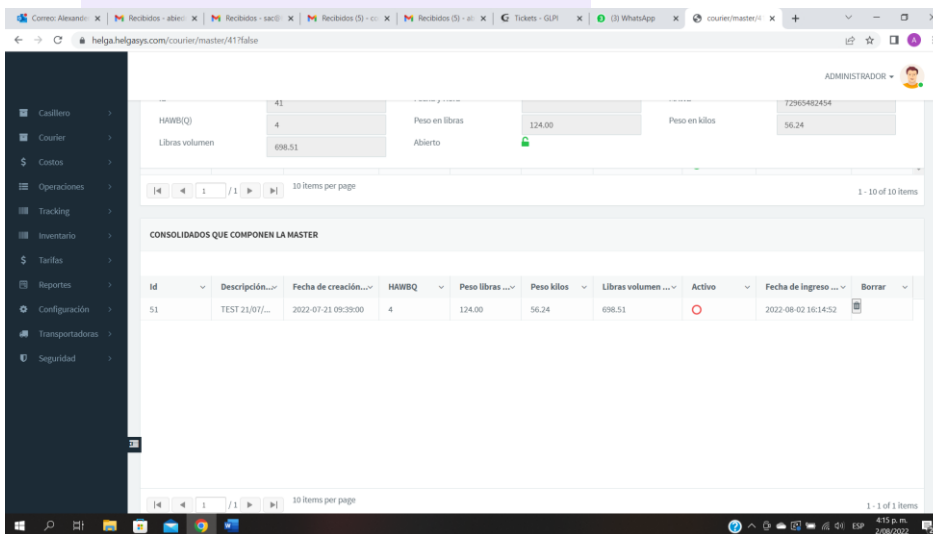 Correo: Alexande
Recibidos - abie
Recibidos - sac@
Recibidos (5) - co
Recibidos (5) - ab
Tickets - GLPI
(3) WhatsApp
courier/master/4
helga.helgasys.com/courier/master/41?false
A
ADMINISTRADOR
41
72965482454
HAWB(Q)
4
Peso en libras
124.00
Peso en kilos
56.24
Libras volumen
698.51
Abierto
Casillero
Courier
Costos
Operaciones
Tracking
Inventario
Tarifas
Reportes
Configuración
Transportadoras
Seguridad
1 / 1
10 items per page
1 - 10 of 10 items
CONSOLIDADOS QUE COMPONEN LA MASTER
Id Descripción... Fecha de creación... HAWBQ Peso libras ... Peso kilos Libras volumen ... Activo Fecha de ingreso ... Borrar
51 TEST 21/07/... 2022-07-21 09:39:00 4 124.00 56.24 698.51 2022-08-02 16:14:52
1 / 1
10 items per page
1 - 1 of 1 items
ESP
4:15 p. m.
2/08/2022